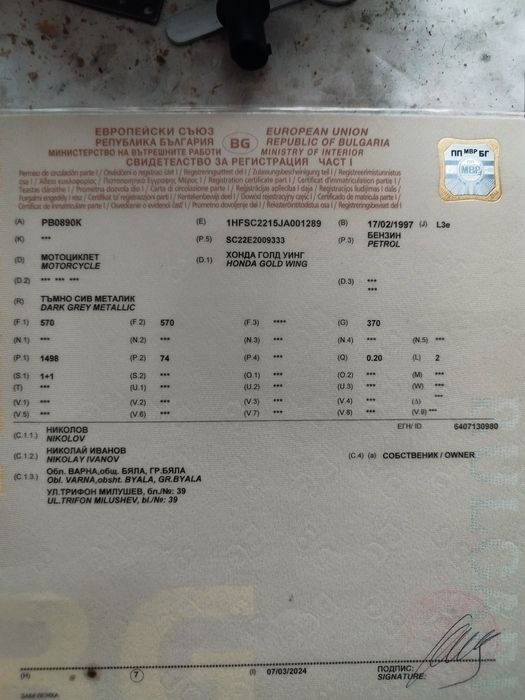 ЕВРОПЕЙСКИ СЪЮЗ EUROPEAN UNION
РЕПУБЛИКА БЪЛГАРИЯ BG REPUBLIC OF BULGARIA
МИНИСТЕРСТВО НА ВЪТРЕШНИТЕ РАБОТИ MINISTRY OF INTERIOR
СВИДЕТЕЛСТВО ЗА РЕГИСТРАЦИЯ ЧАСТ I
ПП МВР БГ
МВР
(A) PB0890K (E) 1HFSC2215JA001289 (B) 17/02/1997 (J) L3e
(K) *** (P.5) SC22E2009333 (P.3) БЕНЗИН
PETROL
(D) МОТОЦИКЛЕТ (D.1) ХОНДА ГОЛД УИНГ
MOTORCYCLE HONDA GOLD WING
(D.2) *** *** *** (D.3) ***
***
(R) ТЪМНО СИВ МЕТАЛИК
DARK GREY METALLIC
(F.1) 570 (F.2) 570 (F.3) **** (G) 370
(N.1) *** (N.2) *** (N.3) *** (N.4) *** (N.5) ***
(P.1) 1498 (P.2) 74 (P.4) *** (Q) 0.20 (L) 2
(S.1) 1+1 (S.2) *** (O.1) *** (O.2) *** (M) ***
(T) *** (U.1) *** (U.2) *** (U.3) *** (W) ***
(V.1) *** (V.2) *** (V.3) *** (V.4) *** (Δ) ***
(V.5) *** (V.6) *** (V.7) *** (V.8) *** (V.9) ***
ЕГН/ ID 6407130980
(C.1.1.) НИКОЛОВ
NIKOLOV
(C.1.2.) НИКОЛАЙ ИВАНОВ (C.4) (a) СОБСТВЕНИК / OWNER
NIKOLAY IVANOV
(C.1.3.) Обл. ВАРНА,общ. БЯЛА, ГР.БЯЛА
Obl. VARNA,obsht. BYALA, GR.BYALA
УЛ.ТРИФОН МИЛУШЕВ, бл./№: 39
UL.TRIFON MILUSHEV, bl./№: 39
(H) 7 (I) 07/03/2024 ПОДПИС:
SIGNATURE: